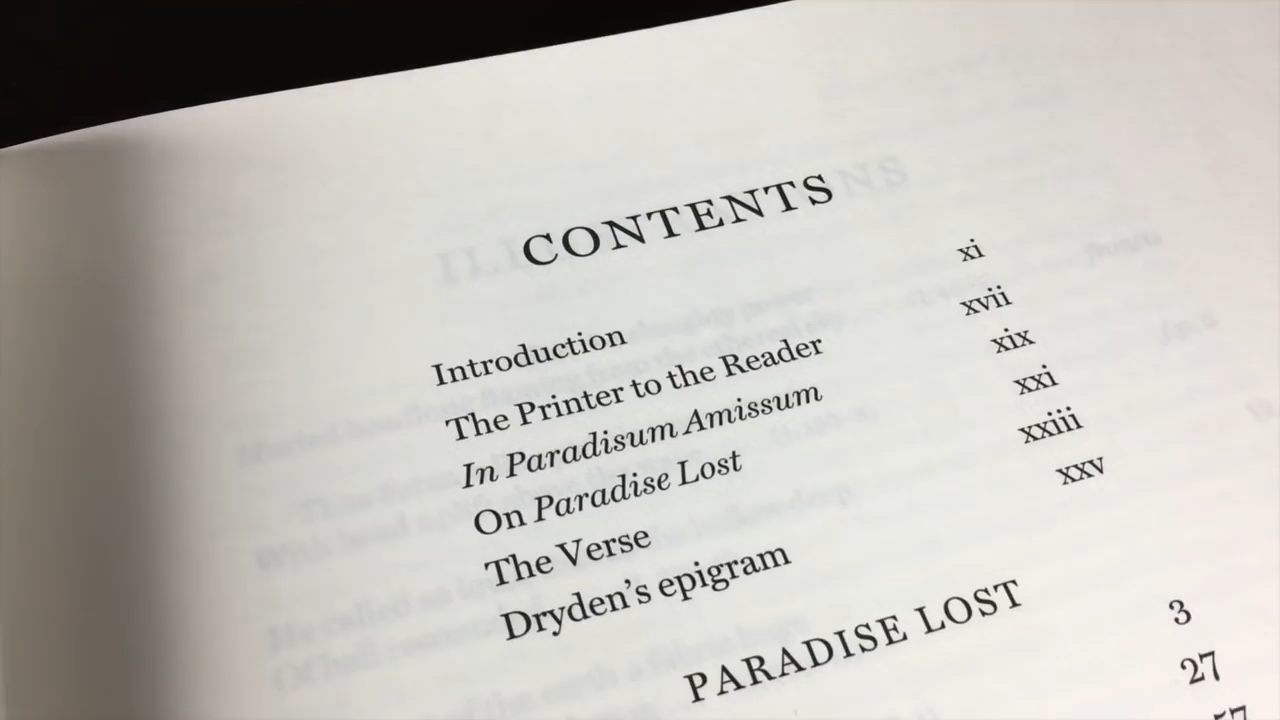 CONTENTS
Introduction xi
The Printer to the Reader xvii
In Paradisum Amissum xix
On Paradise Lost xxi
The Verse xxiii
Dryden's epigram xxv
PARADISE LOST
3
27
57